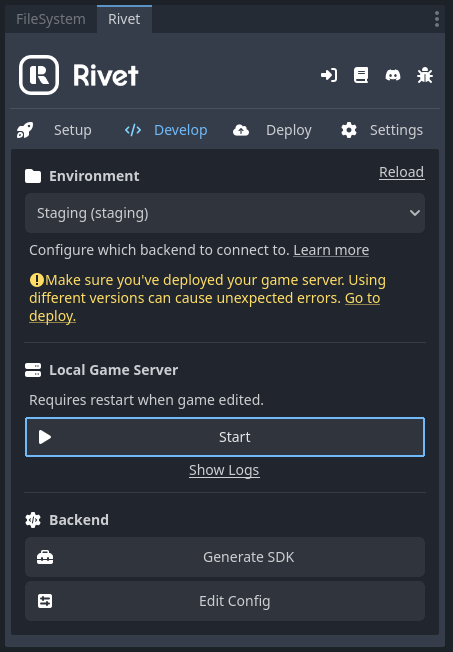 FileSystem Rivet
Rivet
Setup Develop Deploy Settings
Environment Reload
Staging (staging)
Configure which backend to connect to. Learn more
Make sure you've deployed your game server. Using
different versions can cause unexpected errors. Go to
deploy.
Local Game Server
Requires restart when game edited.
Start
Show Logs
Backend
Generate SDK
Edit Config